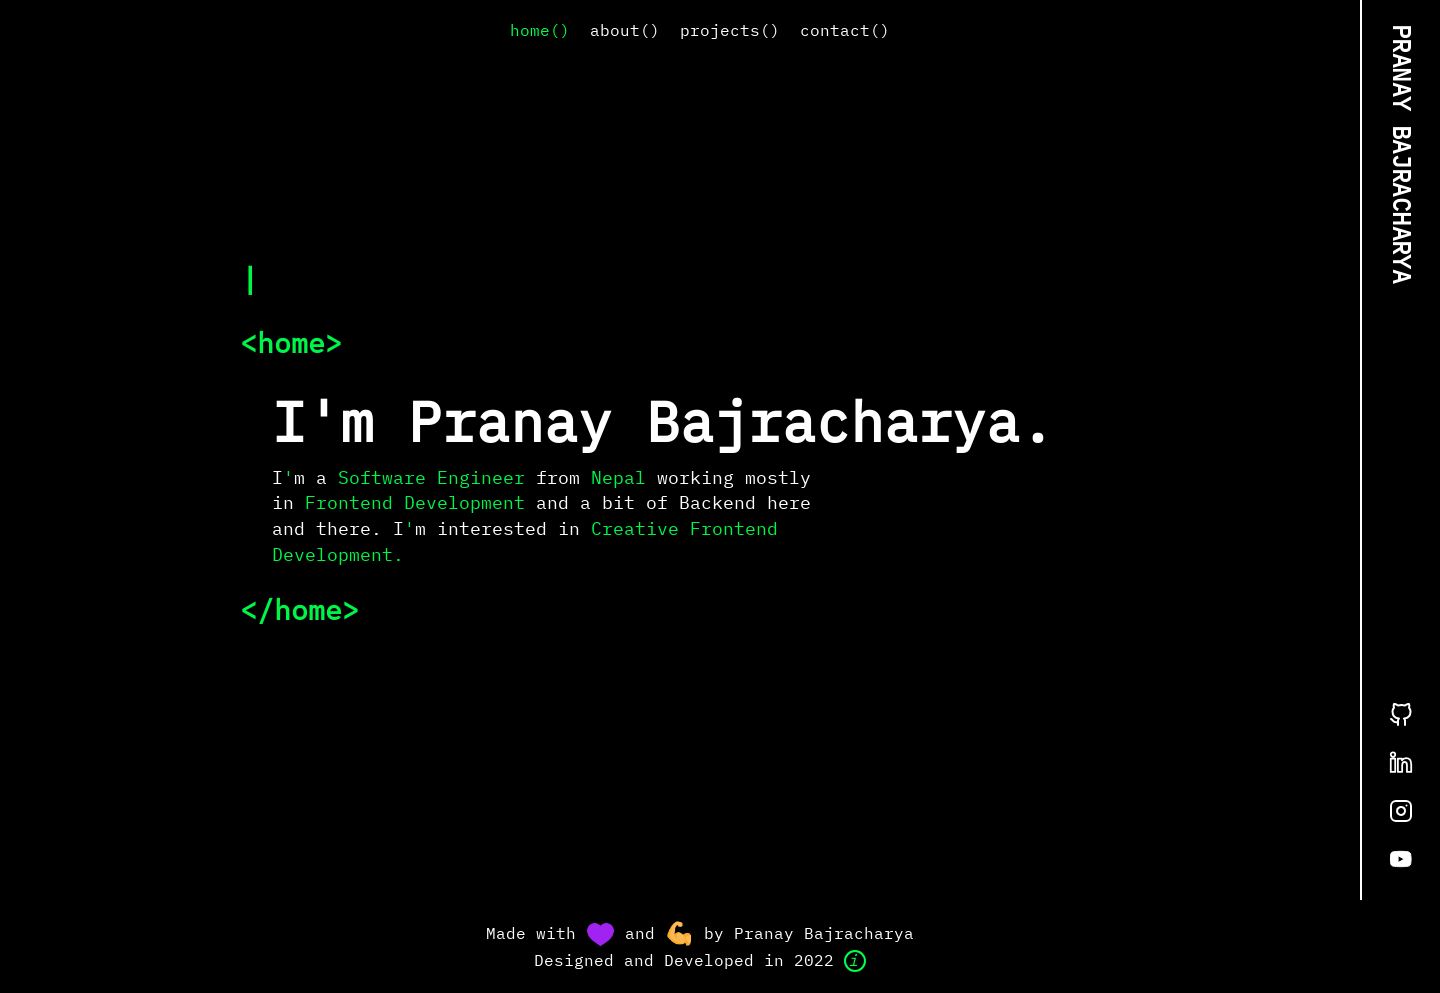 home() about() projects() contact()
PRANAY BAJRACHARYA
|
<home>
I'm Pranay Bajracharya.
I'm a Software Engineer from Nepal working mostly
in Frontend Development and a bit of Backend here
and there. I'm interested in Creative Frontend
Development.
</home>
in
Made with 💜 and 💪 by Pranay Bajracharya
Designed and Developed in 2022 i